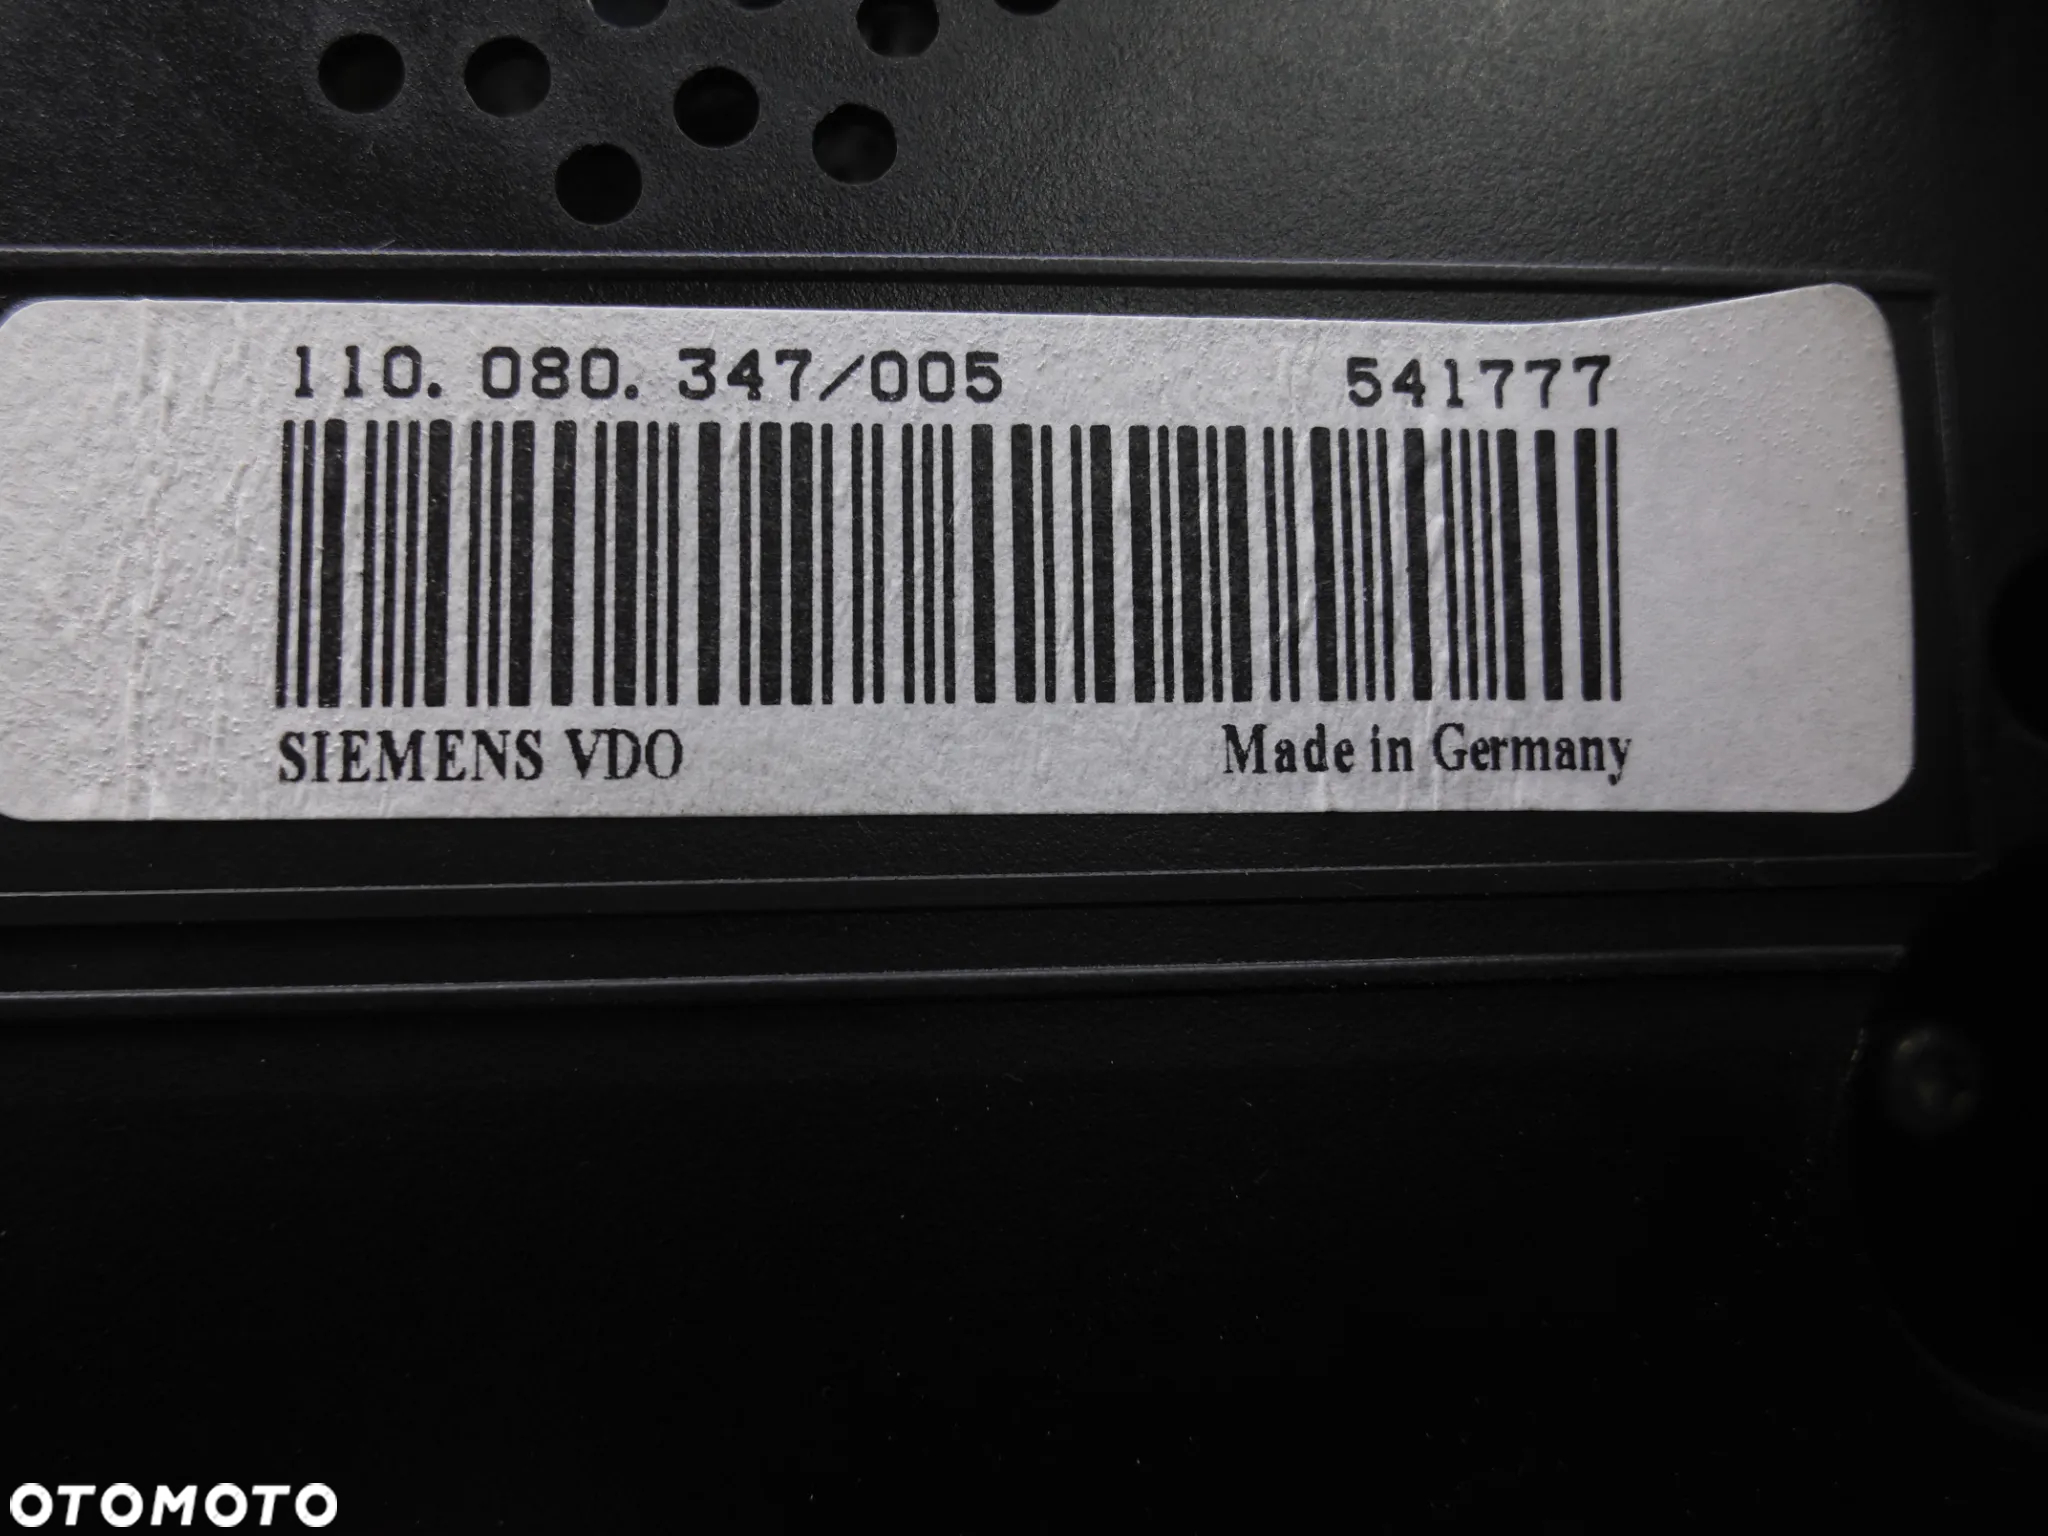 110.080.347/005 541777
SIEMENS VDO Made in Germany
OTOMOTO